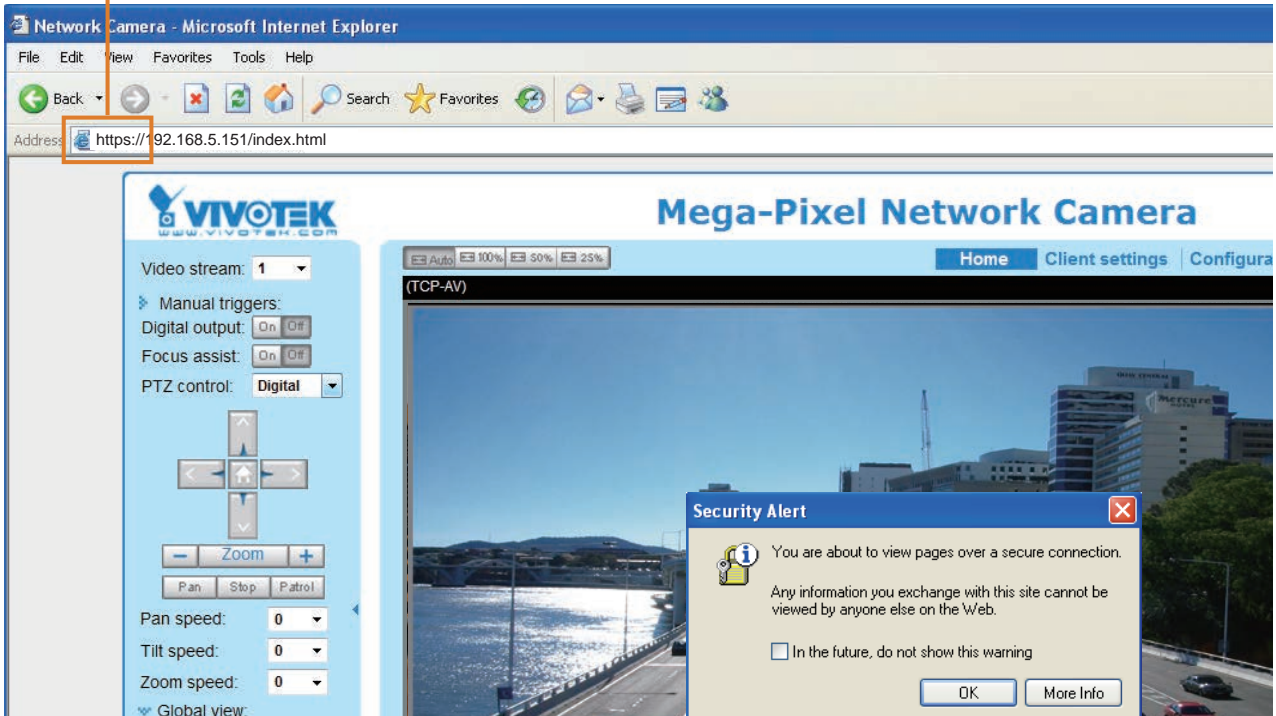 Network Camera - Microsoft Internet Explorer
File Edit View Favorites Tools Help
Back Search Favorites
Address https://192.168.5.151/index.html
VIVOTEK
www.vivotek.com
Mega-Pixel Network Camera
Auto 100% 50% 25%
Home Client settings Configura
(TCP-AV)
Video stream: 1
Manual triggers:
Digital output: On Off
Focus assist: On Off
PTZ control: Digital
Zoom
Pan Stop Patrol
Pan speed: 0
Tilt speed: 0
Zoom speed: 0
Global view:
Mercure
HOTEL
Security Alert
You are about to view pages over a secure connection.
Any information you exchange with this site cannot be
viewed by anyone else on the Web.
In the future, do not show this warning
OK More Info